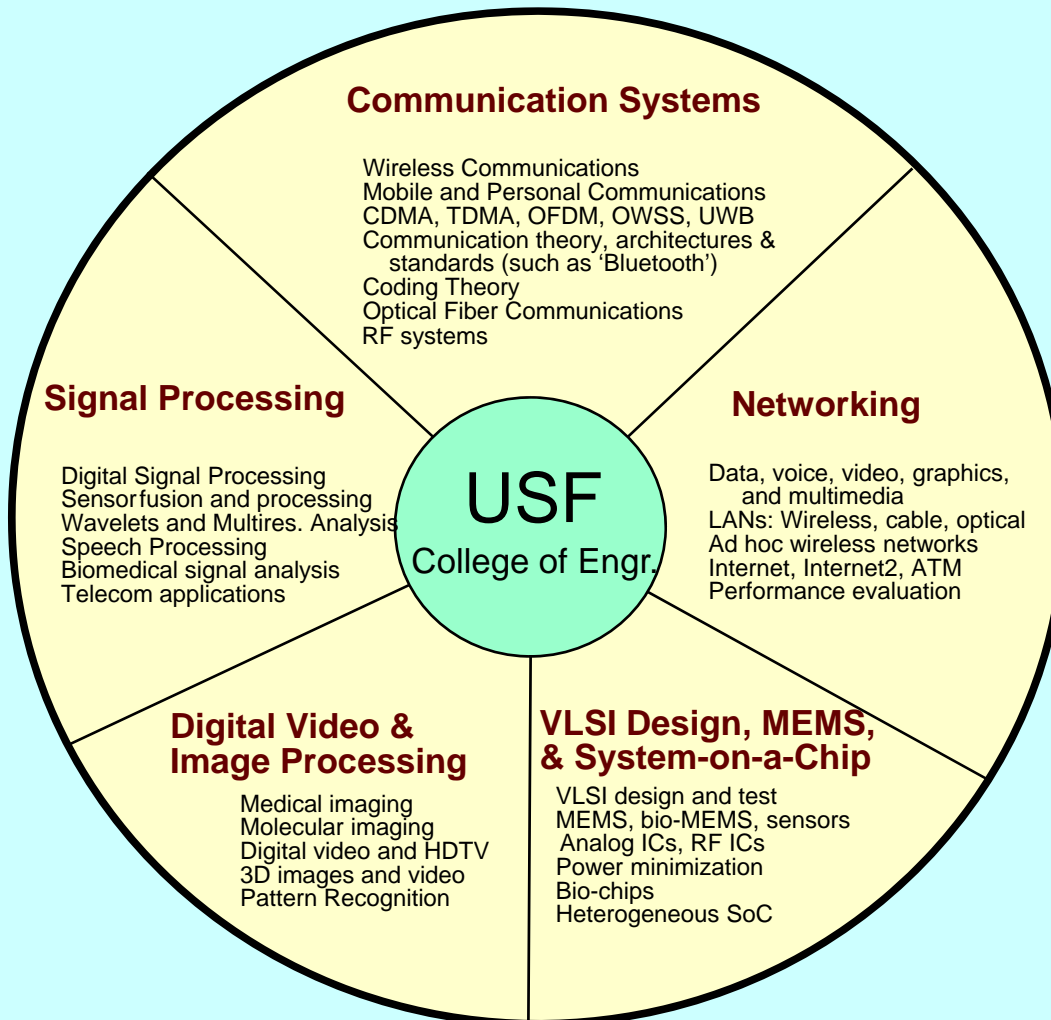 Communication Systems
Wireless Communications
Mobile and Personal Communications
CDMA, TDMA, OFDM, OWSS, UWB
Communication theory, architectures &
standards (such as ‘Bluetooth’)
Coding Theory
Optical Fiber Communications
RF systems
Signal Processing
Digital Signal Processing
Sensor fusion and processing
Wavelets and Multires. Analysis
Speech Processing
Biomedical signal analysis
Telecom applications
USF
College of Engr.
Networking
Data, voice, video, graphics,
and multimedia
LANs: Wireless, cable, optical
Ad hoc wireless networks
Internet, Internet2, ATM
Performance evaluation
Digital Video &
Image Processing
Medical imaging
Molecular imaging
Digital video and HDTV
3D images and video
Pattern Recognition
VLSI Design, MEMS,
& System-on-a-Chip
VLSI design and test
MEMS, bio-MEMS, sensors
Analog ICs, RF ICs
Power minimization
Bio-chips
Heterogeneous SoC